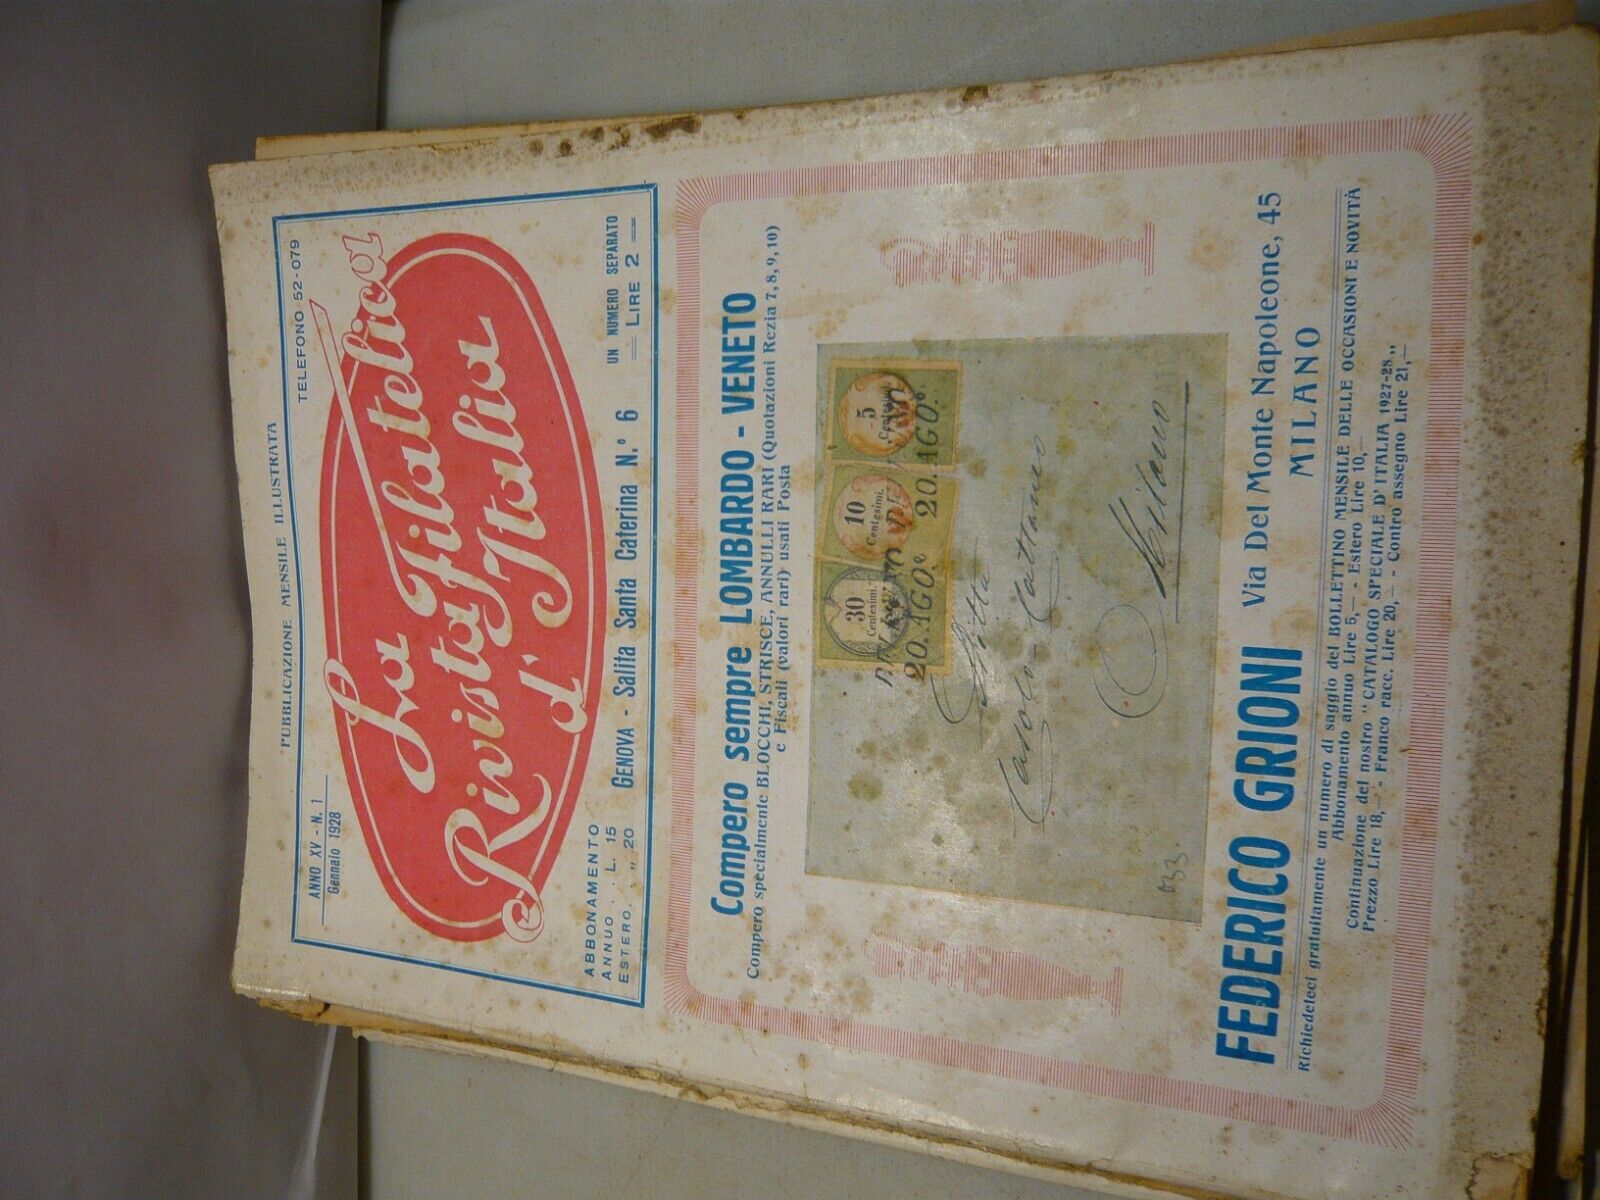 PUBBLICAZIONE MENSILE ILLUSTRATA
ANNO XV - N. 1
Gennaio 1928
TELEFONO 52-079
La
Rivista Filatelica
d'Italia
ABBONAMENTO
ANNUO . L. 15
ESTERO. „ 20
GENOVA - Salita Santa Caterina N.° 6
UN NUMERO SEPARATO
LIRE 2
Compero sempre LOMBARDO - VENETO
Compero specialmente BLOCCHI, STRISCE, ANNULLI RARI (Quotazioni Rezia 7, 8, 9, 10)
e Fiscali (valori rari) usati Posta
30
Centesimi.
10
Centesimi.
5
Centesimi
20. AGO.°
20. AGO.°
Ditta
Casolo-Cattaneo
Milano
033.
FEDERICO GRIONI Via Del Monte Napoleone, 45
MILANO
Richiedeteci gratuitamente un numero di saggio del BOLLETTINO MENSILE DELLE OCCASIONI E NOVITÀ
Abbonamento annuo Lire 5,— - Estero Lire 10,—
Continuazione del nostro "CATALOGO SPECIALE D'ITALIA 1927-28„
Prezzo Lire 18,— - Franco racc. Lire 20,— - Contro assegno Lire 21,—